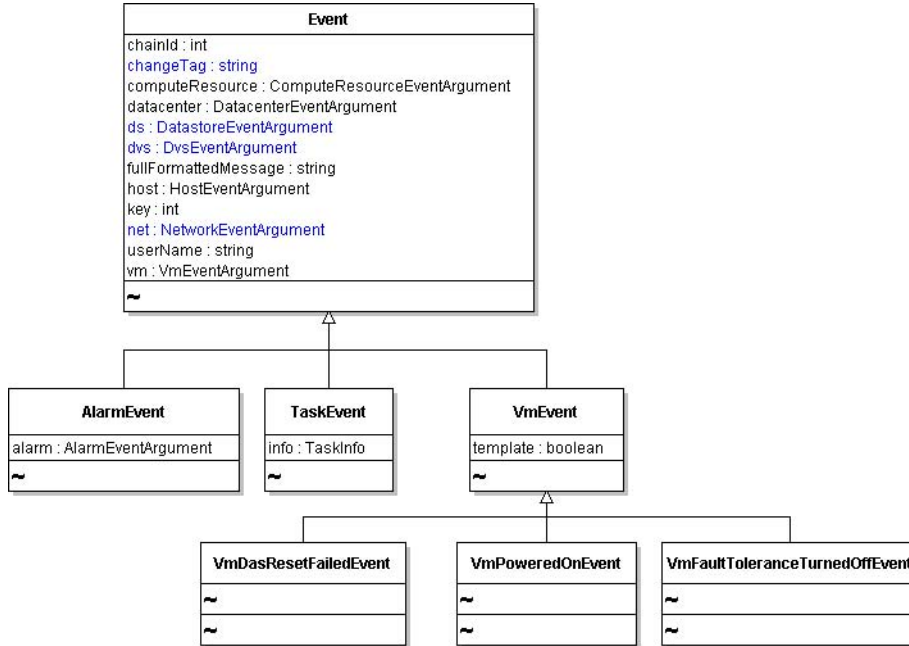 Event
chainId : int
changeTag : string
computeResource : ComputeResourceEventArgument
datacenter : DatacenterEventArgument
ds : DatastoreEventArgument
dvs : DvsEventArgument
fullFormattedMessage : string
host : HostEventArgument
key : int
net : NetworkEventArgument
userName : string
vm : VmEventArgument
~
AlarmEvent
alarm : AlarmEventArgument
~
TaskEvent
info : TaskInfo
~
VmEvent
template : boolean
~
VmDasResetFailedEvent
~
~
VmPoweredOnEvent
~
~
VmFaultToleranceTurnedOffEvent
~
~